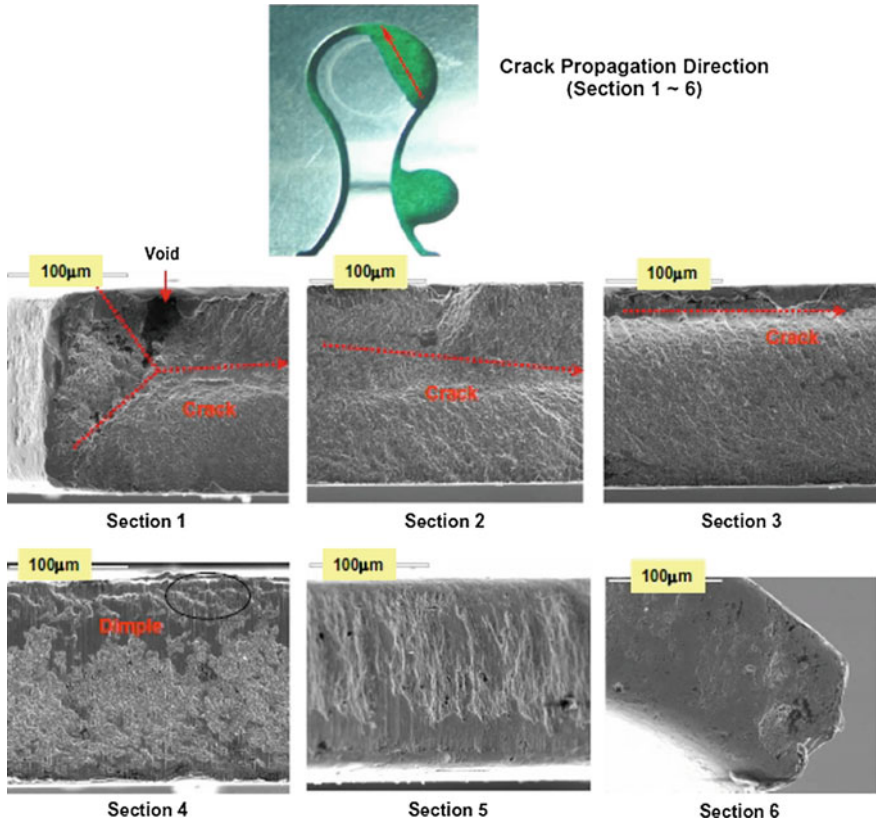 Crack Propagation Direction
(Section 1 ~ 6)
Void
100μm
100μm
100μm
Crack
Crack
Crack
Section 1
Section 2
Section 3
100μm
100μm
100μm
Dimple
Section 4
Section 5
Section 6